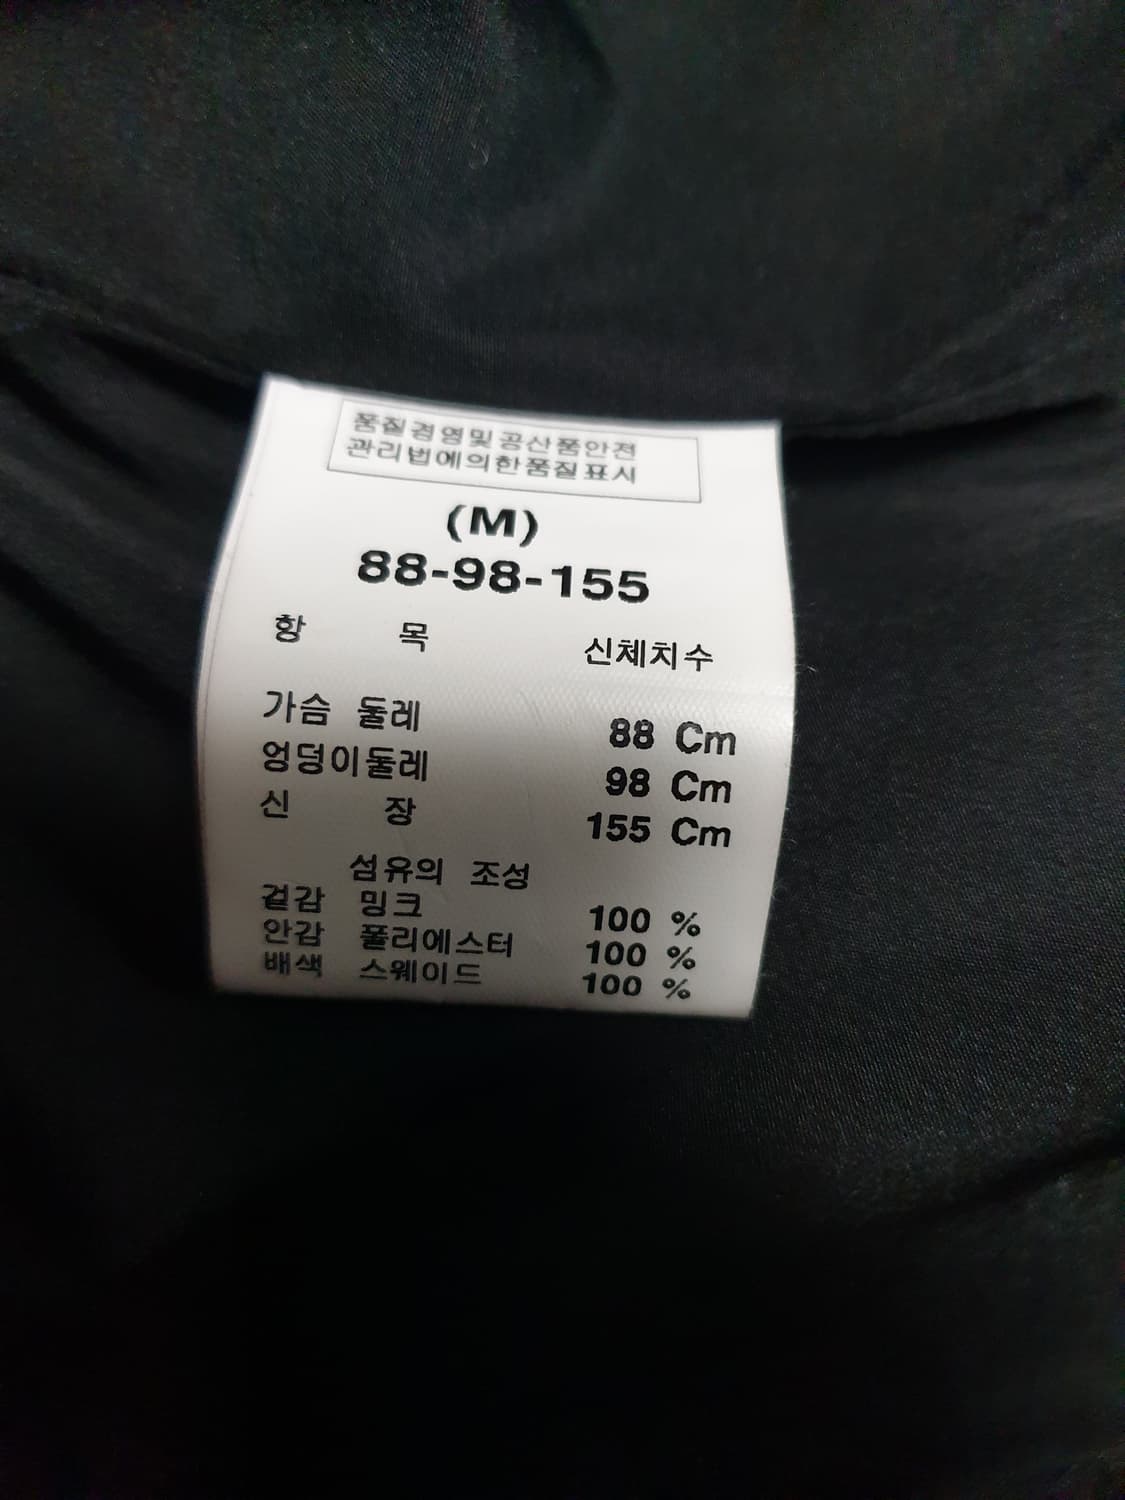 품질경영및공산품안전
관리법에의한품질표시
(M)
88-98-155
항 목 신체치수
가슴 둘레 88 Cm
엉덩이둘레 98 Cm
신 장 155 Cm
섬유의 조성
겉감 밍크 100 %
안감 폴리에스터 100 %
배색 스웨이드 100 %